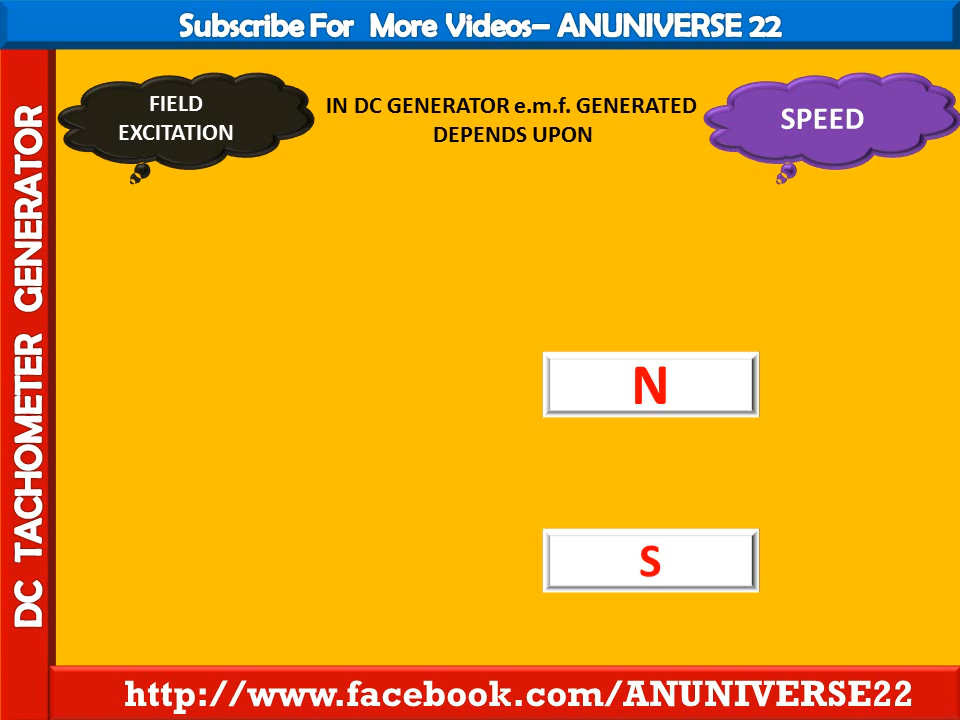 Subscribe For More Videos– ANUNIVERSE 22
DC TACHOMETER GENERATOR
FIELD
EXCITATION
IN DC GENERATOR e.m.f. GENERATED
DEPENDS UPON
SPEED
N
S
http://www.facebook.com/ANUNIVERSE22